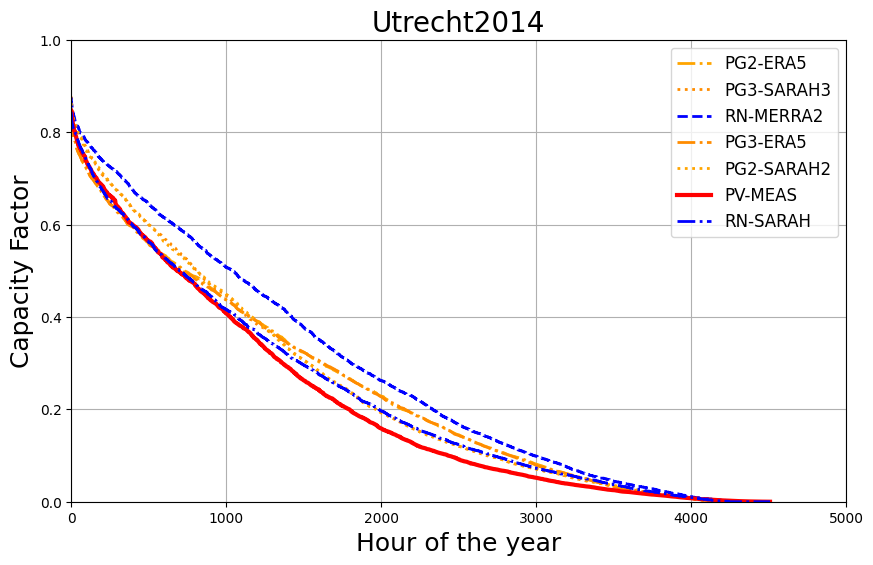 Utrecht2014
Capacity Factor
1.0
0.8
0.6
0.4
0.2
0.0
PG2-ERA5
PG3-SARAH3
RN-MERRA2
PG3-ERA5
PG2-SARAH2
PV-MEAS
RN-SARAH
0 1000 2000 3000 4000 5000
Hour of the year